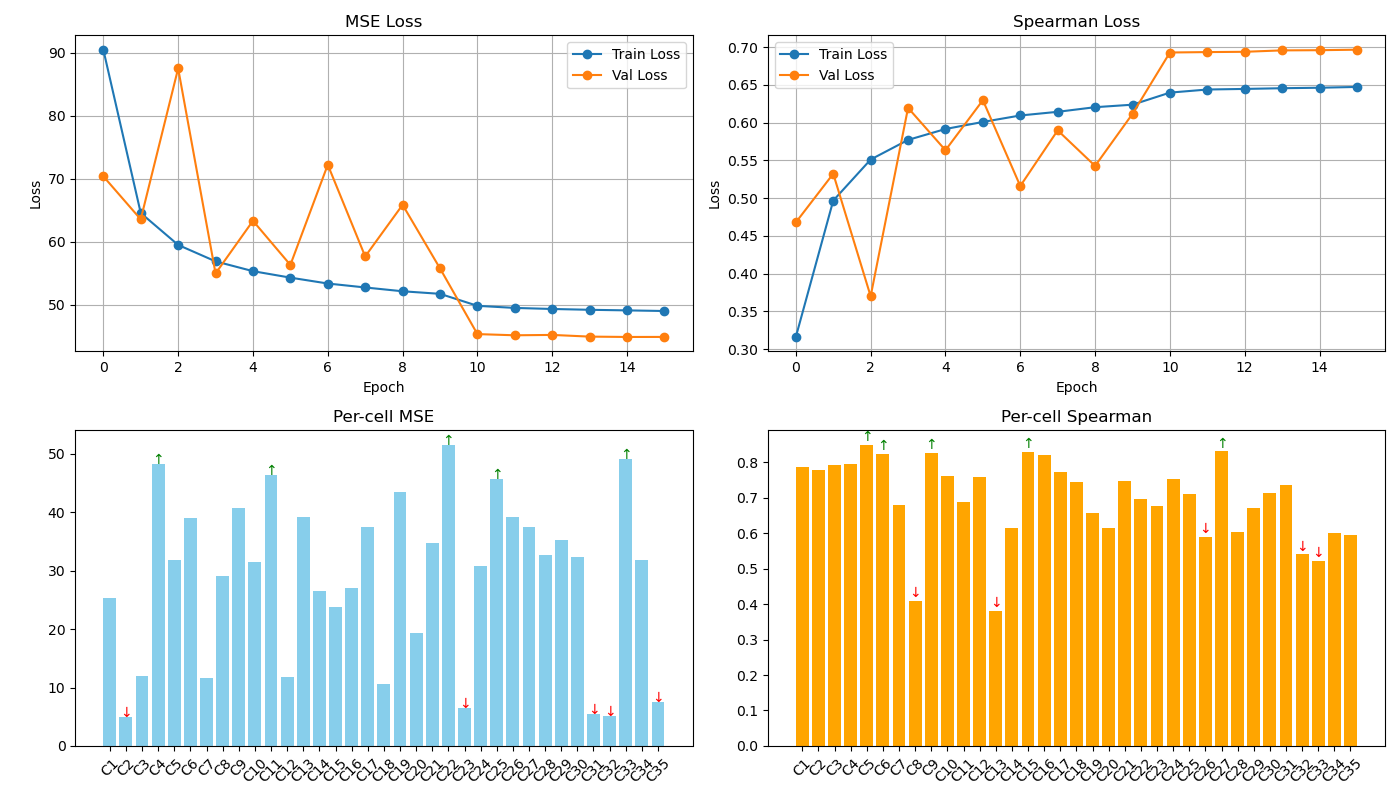 MSE Loss
90
80
70
60
50
Loss
Train Loss
Val Loss
0 2 4 6 8 10 12 14
Epoch
Spearman Loss
0.70
0.65
0.60
0.55
0.50
0.45
0.40
0.35
0.30
Loss
Train Loss
Val Loss
0 2 4 6 8 10 12 14
Epoch
Per-cell MSE
50
40
30
20
10
0
↑ ↑ ↑ ↑ ↑
↓ ↓ ↓ ↓ ↓
C1 C2 C3 C4 C5 C6 C7 C8 C9 C10 C11 C12 C13 C14 C15 C16 C17 C18 C19 C20 C21 C22 C23 C24 C25 C26 C27 C28 C29 C30 C31 C32 C33 C34 C35
Per-cell Spearman
0.8
0.7
0.6
0.5
0.4
0.3
0.2
0.1
0.0
↑ ↑ ↑ ↑ ↑
↓ ↓ ↓ ↓ ↓
C1 C2 C3 C4 C5 C6 C7 C8 C9 C10 C11 C12 C13 C14 C15 C16 C17 C18 C19 C20 C21 C22 C23 C24 C25 C26 C27 C28 C29 C30 C31 C32 C33 C34 C35